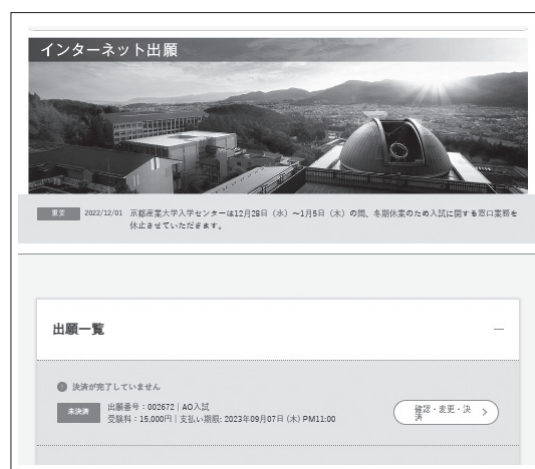 インターネット出願
重要 2022/12/01 京都産業大学入学センターは12月28日（水）～1月5日（木）の間、冬期休業のため入試に関する窓口業務を
休止させていただきます。
出願一覧
決済が完了していません
未決済 出願番号：002672｜AO入試
受験料：15,000円｜支払い期限: 2023年09月07日 (木) PM11:00
確認・変更・決
済